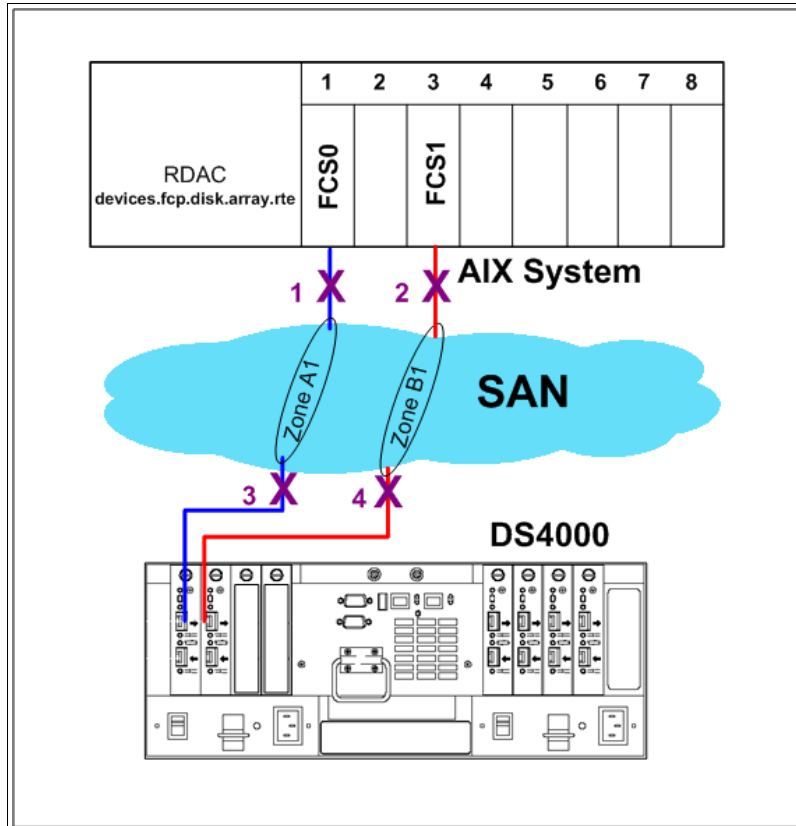 1 2 3 4 5 6 7 8
RDAC
devices.fcp.disk.array.rte
FCS0
FCS1
AIX System
1 X
2 X
Zone A1
Zone B1
SAN
3 X
4 X
DS4000